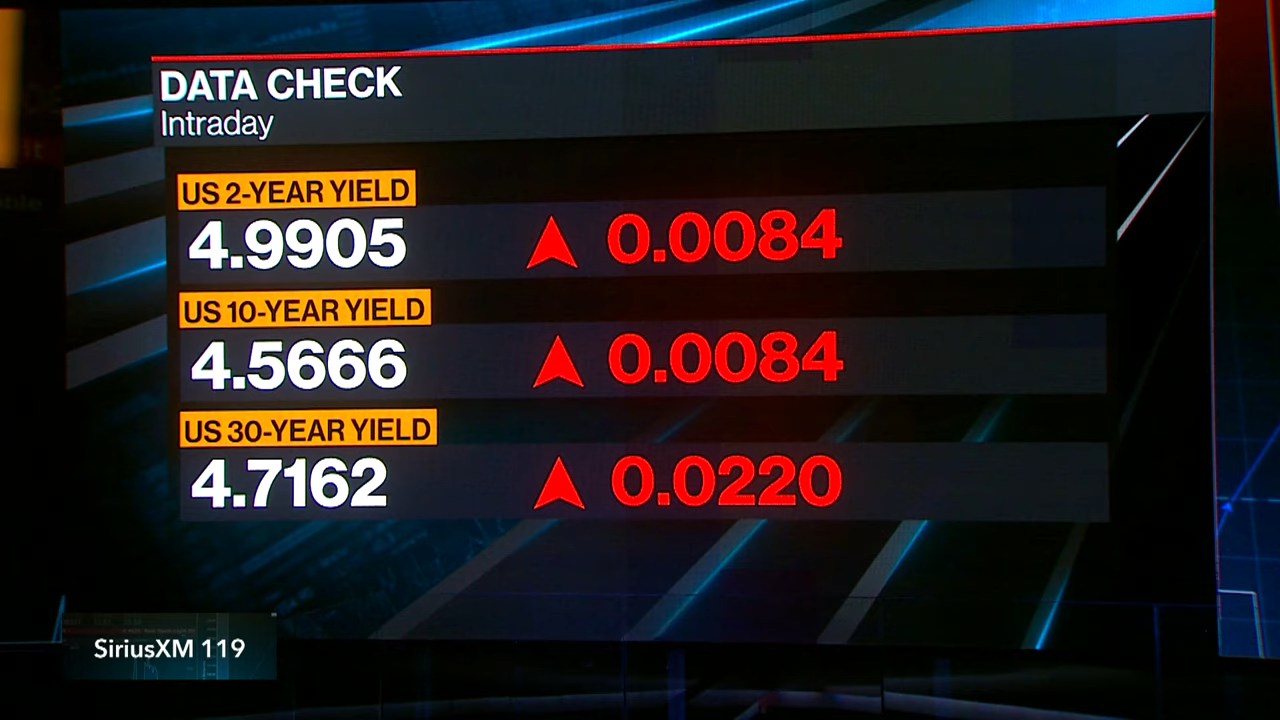 DATA CHECK
Intraday
US 2-YEAR YIELD
4.9905 ▲ 0.0084
US 10-YEAR YIELD
4.5666 ▲ 0.0084
US 30-YEAR YIELD
4.7162 ▲ 0.0220
SiriusXM 119